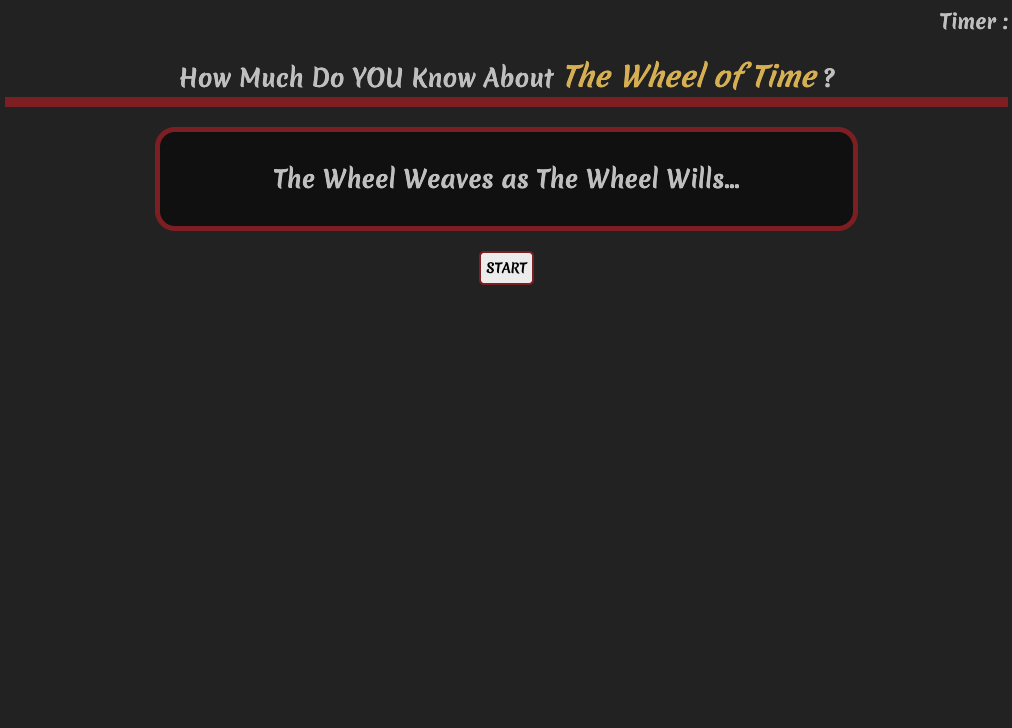 Timer :
How Much Do YOU Know About The Wheel of Time ?
The Wheel Weaves as The Wheel Wills...
START